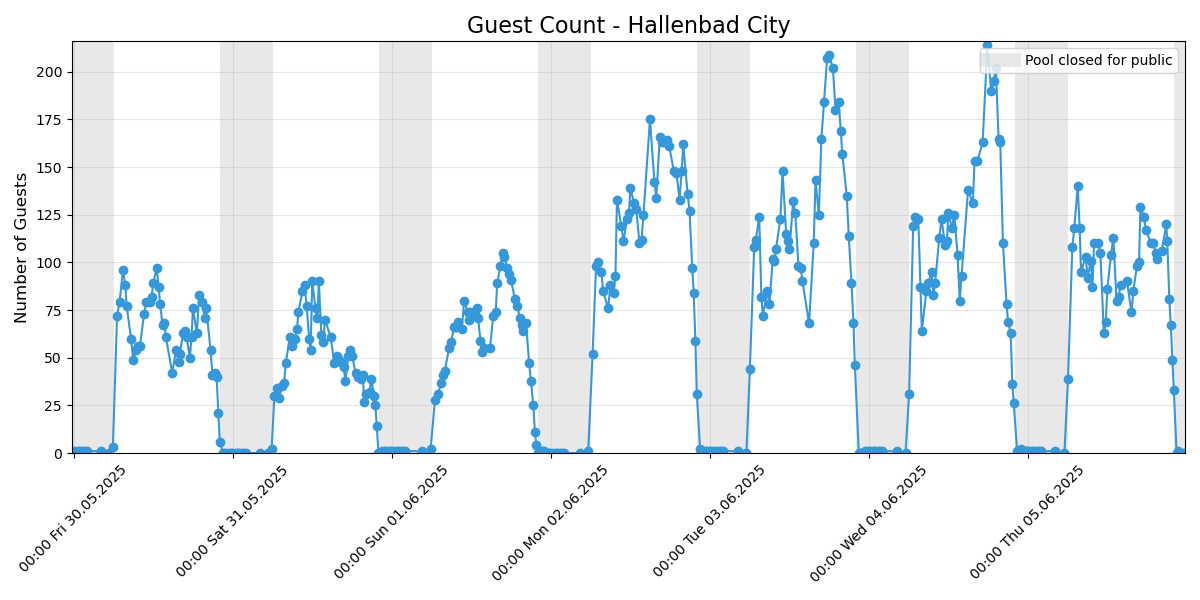 Guest Count - Hallenbad City
Pool closed for public
Number of Guests
200
175
150
125
100
75
50
25
0
00:00 Fri 30.05.2025
00:00 Sat 31.05.2025
00:00 Sun 01.06.2025
00:00 Mon 02.06.2025
00:00 Tue 03.06.2025
00:00 Wed 04.06.2025
00:00 Thu 05.06.2025